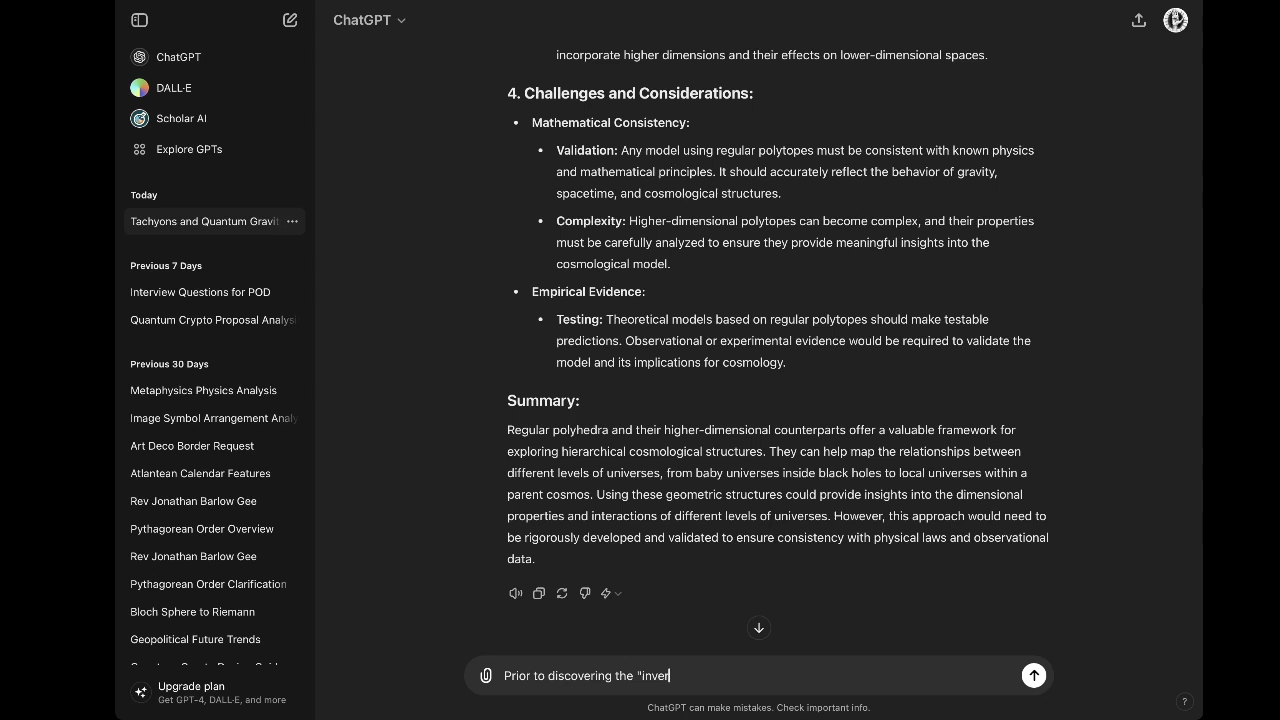 ChatGPT
ChatGPT
DALL·E
Scholar AI
Explore GPTs
Today
Tachyons and Quantum Gravit
Previous 7 Days
Interview Questions for POD
Quantum Crypto Proposal Analysi
Previous 30 Days
Metaphysics Physics Analysis
Image Symbol Arrangement Analy
Art Deco Border Request
Atlantean Calendar Features
Rev Jonathan Barlow Gee
Pythagorean Order Overview
Rev Jonathan Barlow Gee
Pythagorean Order Clarification
Bloch Sphere to Riemann
Geopolitical Future Trends
Upgrade plan
Get GPT-4, DALL·E, and more
incorporate higher dimensions and their effects on lower-dimensional spaces.
4. Challenges and Considerations:
• Mathematical Consistency:
• Validation: Any model using regular polytopes must be consistent with known physics
and mathematical principles. It should accurately reflect the behavior of gravity,
spacetime, and cosmological structures.
• Complexity: Higher-dimensional polytopes can become complex, and their properties
must be carefully analyzed to ensure they provide meaningful insights into the
cosmological model.
• Empirical Evidence:
• Testing: Theoretical models based on regular polytopes should make testable
predictions. Observational or experimental evidence would be required to validate the
model and its implications for cosmology.
Summary:
Regular polyhedra and their higher-dimensional counterparts offer a valuable framework for
exploring hierarchical cosmological structures. They can help map the relationships between
different levels of universes, from baby universes inside black holes to local universes within a
parent cosmos. Using these geometric structures could provide insights into the dimensional
properties and interactions of different levels of universes. However, this approach would need to
be rigorously developed and validated to ensure consistency with physical laws and observational
data.
Prior to discovering the "inver
ChatGPT can make mistakes. Check important info.
?